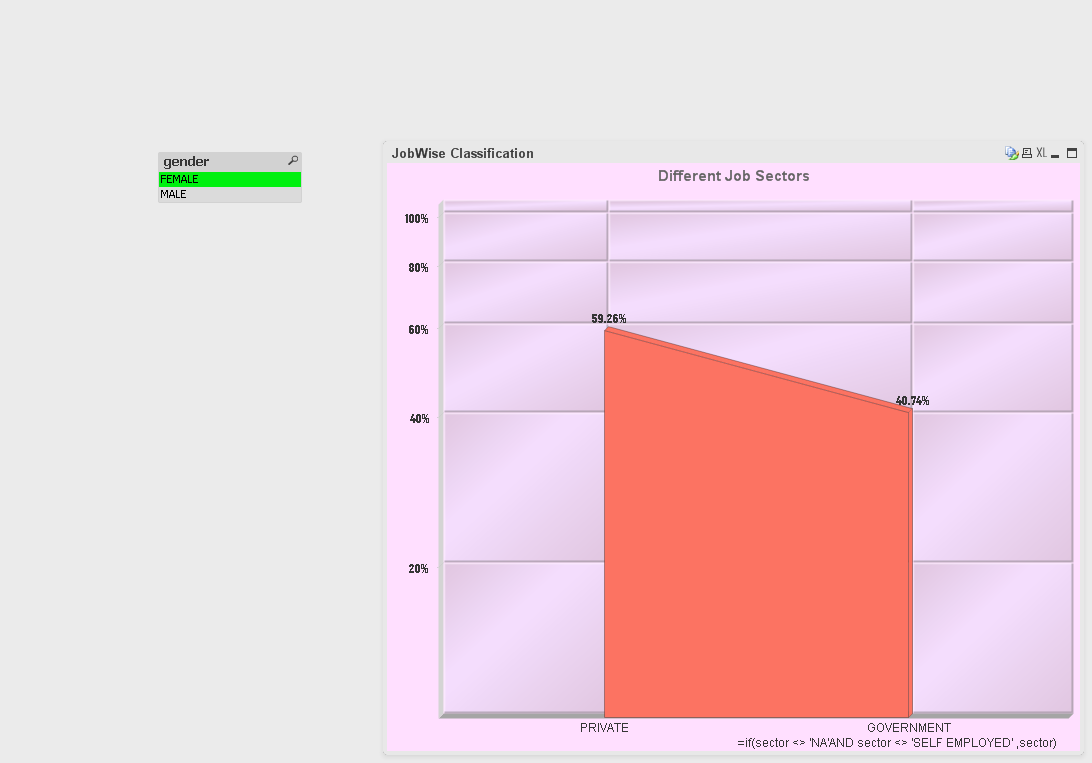 JobWise Classification
XL
gender
FEMALE
MALE
Different Job Sectors
100%
80%
60%
40%
20%
59.26%
40.74%
PRIVATE
GOVERNMENT
=if(sector <> 'NA'AND sector <> 'SELF EMPLOYED' ,sector)